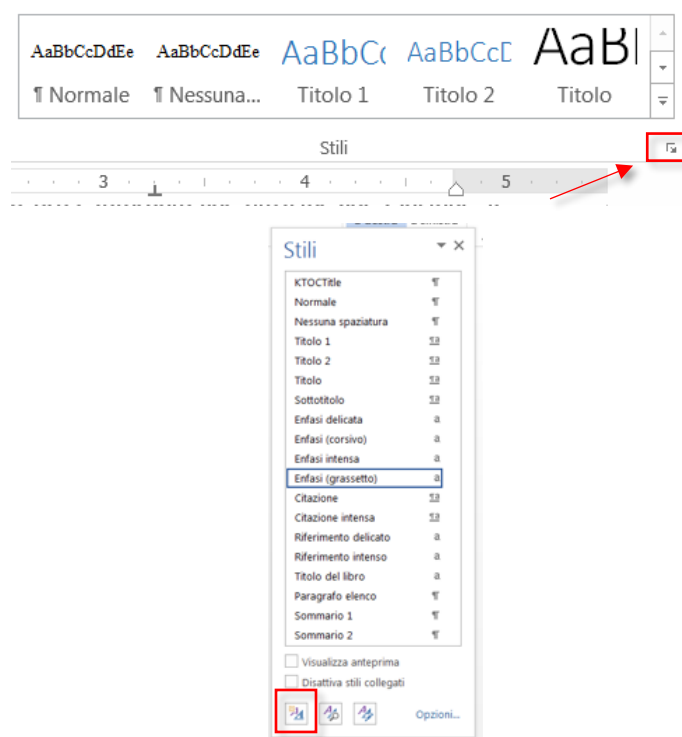 AaBbCcDdEe AaBbCcDdEe AaBbC AaBbCcD AaB
¶ Normale ¶ Nessuna... Titolo 1 Titolo 2 Titolo
Stili
3 4 5
Stili
KTOCTitle ¶
Normale ¶
Nessuna spaziatura ¶
Titolo 1 ¶a
Titolo 2 ¶a
Titolo ¶a
Sottotitolo ¶a
Enfasi delicata a
Enfasi (corsivo) a
Enfasi intensa a
Enfasi (grassetto) a
Citazione ¶a
Citazione intensa ¶a
Riferimento delicato a
Riferimento intenso a
Titolo del libro a
Paragrafo elenco ¶
Sommario 1 ¶
Sommario 2 ¶
Visualizza anteprima
Disattiva stili collegati
Opzioni...